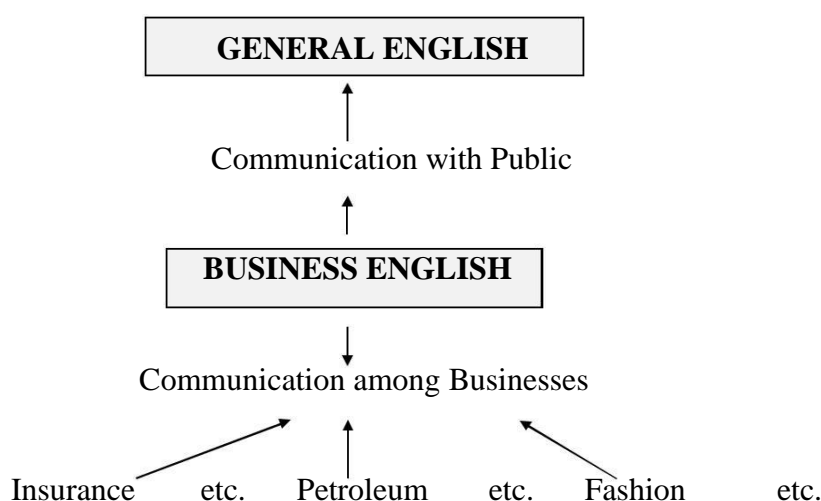 GENERAL ENGLISH
Communication with Public
BUSINESS ENGLISH
Communication among Businesses
Insurance etc. Petroleum etc. Fashion etc.